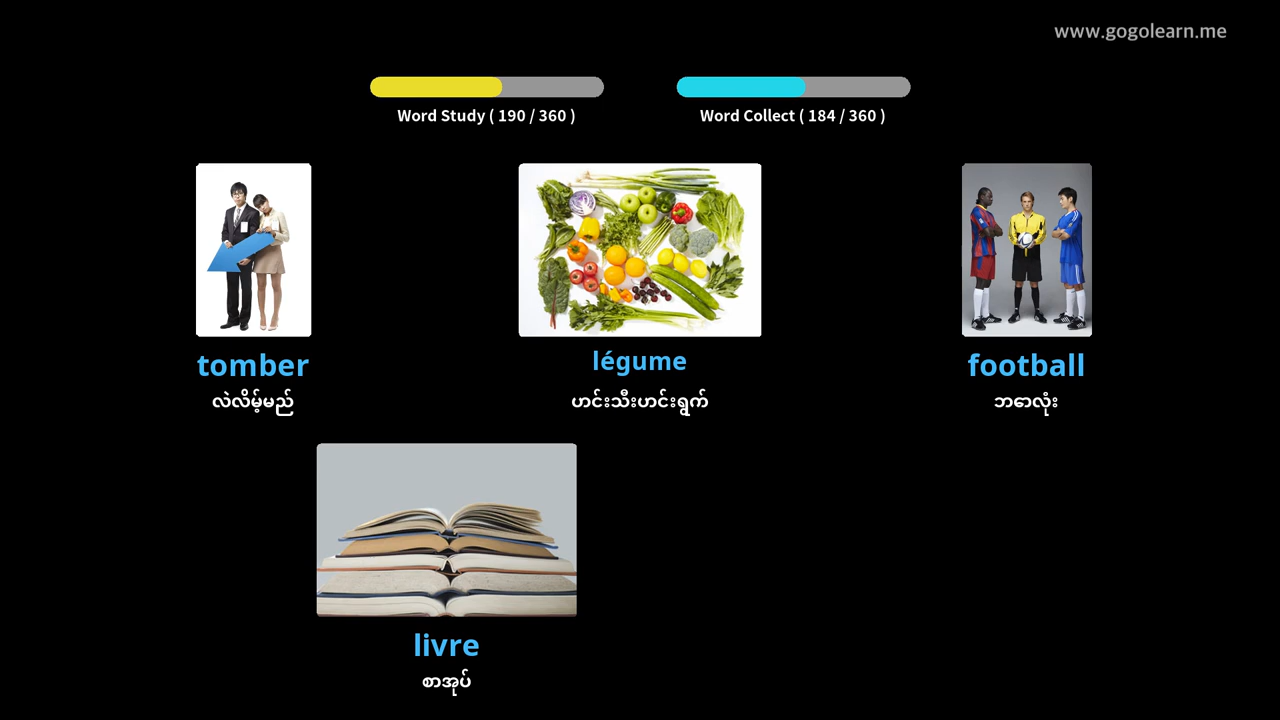 www.gogolearn.me
Word Study ( 190 / 360 )
Word Collect ( 184 / 360 )
tomber
လဲလိမ့်မည်
légume
ဟင်းသီးဟင်းရွက်
football
ဘောလုံး
livre
စာအုပ်